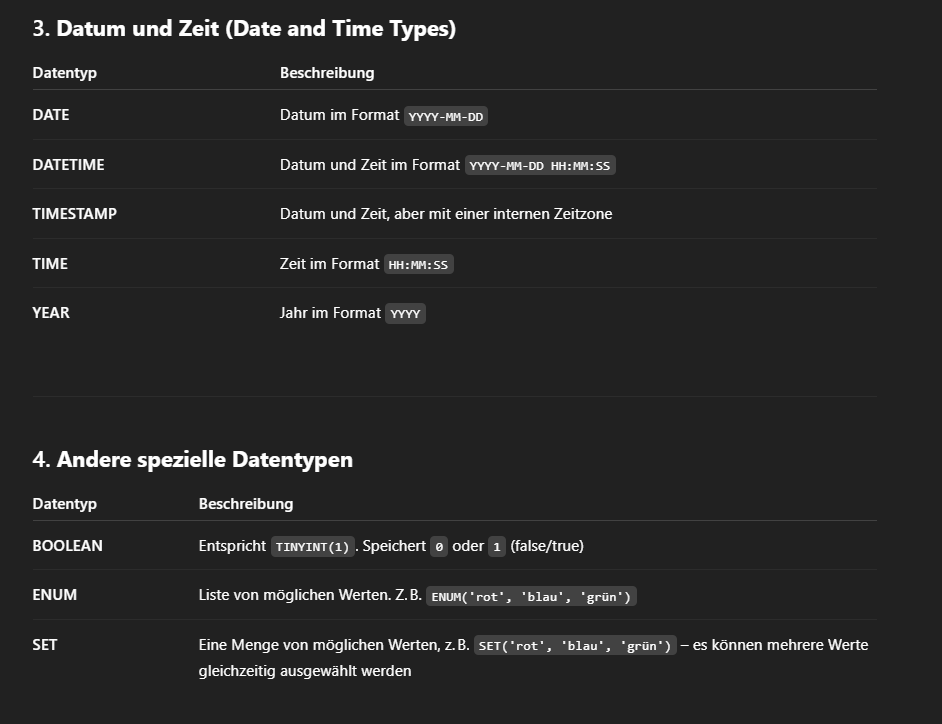 3. Datum und Zeit (Date and Time Types)
Datentyp Beschreibung
DATE Datum im Format YYYY-MM-DD
DATETIME Datum und Zeit im Format YYYY-MM-DD HH:MM:SS
TIMESTAMP Datum und Zeit, aber mit einer internen Zeitzone
TIME Zeit im Format HH:MM:SS
YEAR Jahr im Format YYYY
4. Andere spezielle Datentypen
Datentyp Beschreibung
BOOLEAN Entspricht TINYINT(1). Speichert 0 oder 1 (false/true)
ENUM Liste von möglichen Werten. Z. B. ENUM('rot', 'blau', 'grün')
SET Eine Menge von möglichen Werten, z. B. SET('rot', 'blau', 'grün') – es können mehrere Werte
gleichzeitig ausgewählt werden